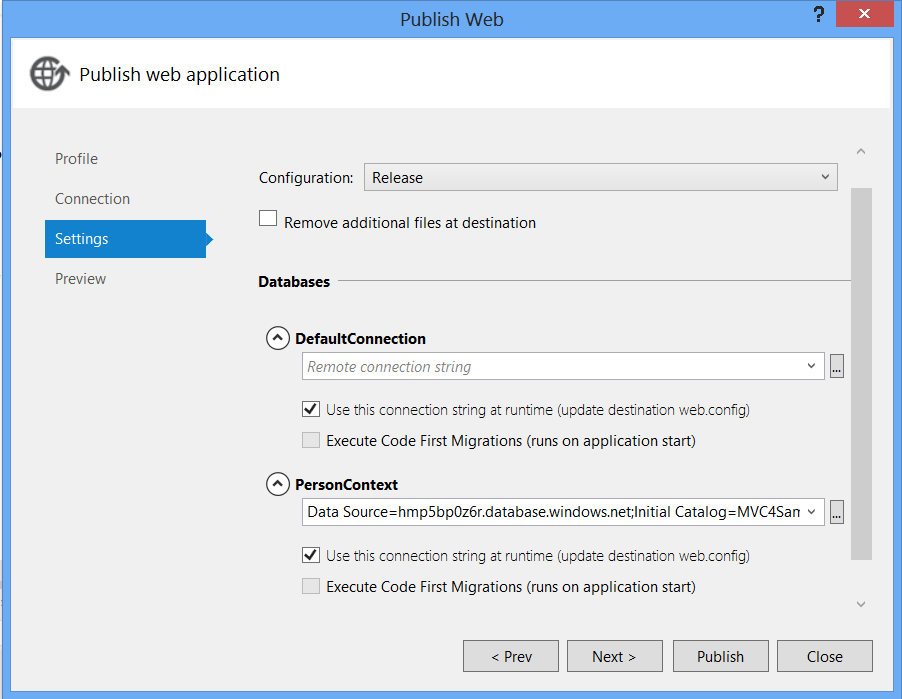 Publish Web
?
Publish web application
Profile
Connection
Settings
Preview
Configuration: Release
Remove additional files at destination
Databases
DefaultConnection
Remote connection string
...
Use this connection string at runtime (update destination web.config)
Execute Code First Migrations (runs on application start)
PersonContext
Data Source=hmp5bp0z6r.database.windows.net;Initial Catalog=MVC4Sam
...
Use this connection string at runtime (update destination web.config)
Execute Code First Migrations (runs on application start)
< Prev Next > Publish Close